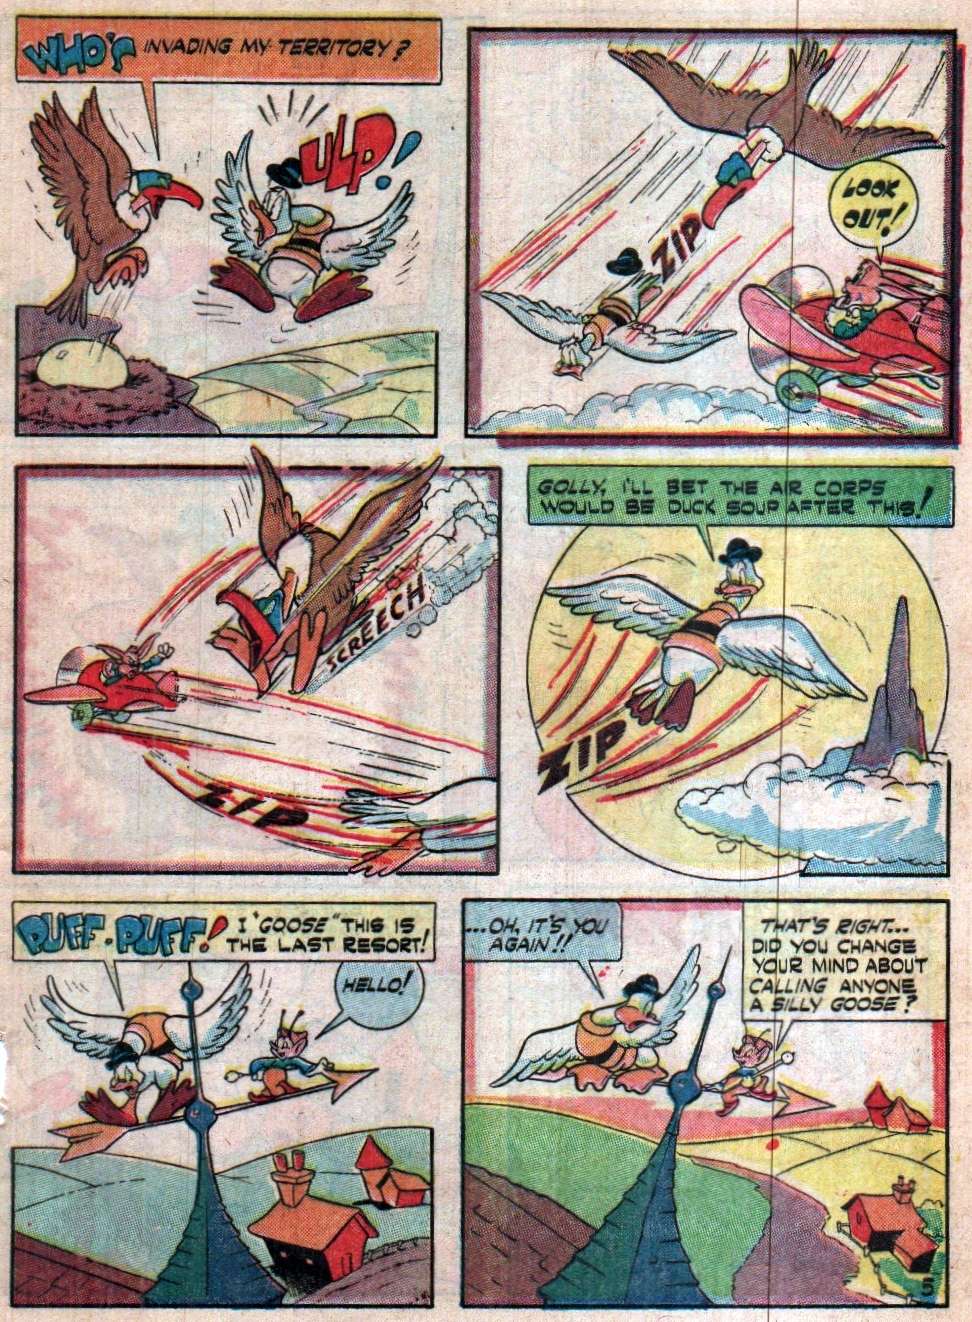 WHO'S INVADING MY TERRITORY?
ULP!
LOOK
OUT!
ZIP
SCREECH
ZIP
GOLLY, I'LL BET THE AIR CORPS
WOULD BE DUCK SOUP AFTER THIS!
ZIP
PUFF-PUFF! I "GOOSE" THIS IS
THE LAST RESORT!
HELLO!
...OH, IT'S YOU
AGAIN!!
THAT'S RIGHT...
DID YOU CHANGE
YOUR MIND ABOUT
CALLING ANYONE
A SILLY GOOSE?
5